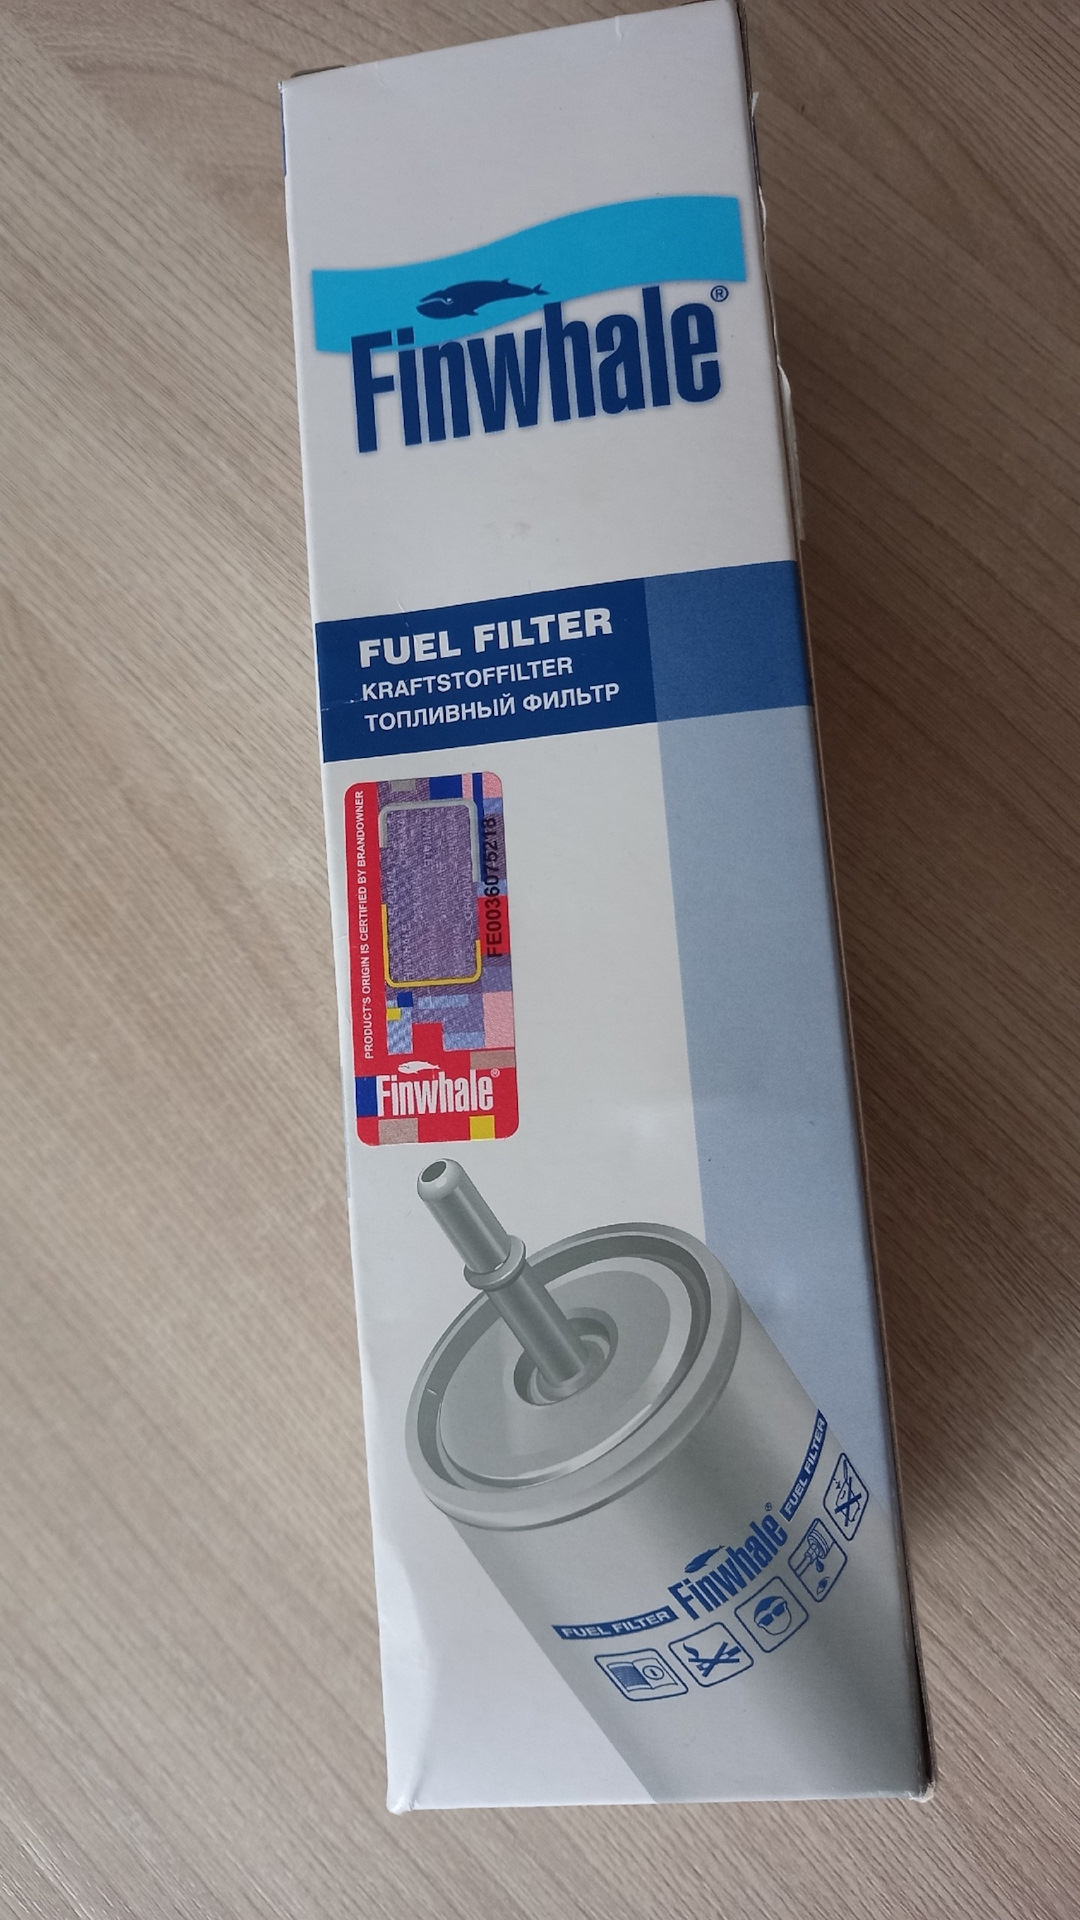 Finwhale®
FUEL FILTER
KRAFTSTOFFILTER
ТОПЛИВНЫЙ ФИЛЬТР
PRODUCT'S ORIGIN IS CERTIFIED BY BRANDOWNER
FE0036075218
Finwhale®
FUEL FILTER
Finwhale®
FUEL FILTER